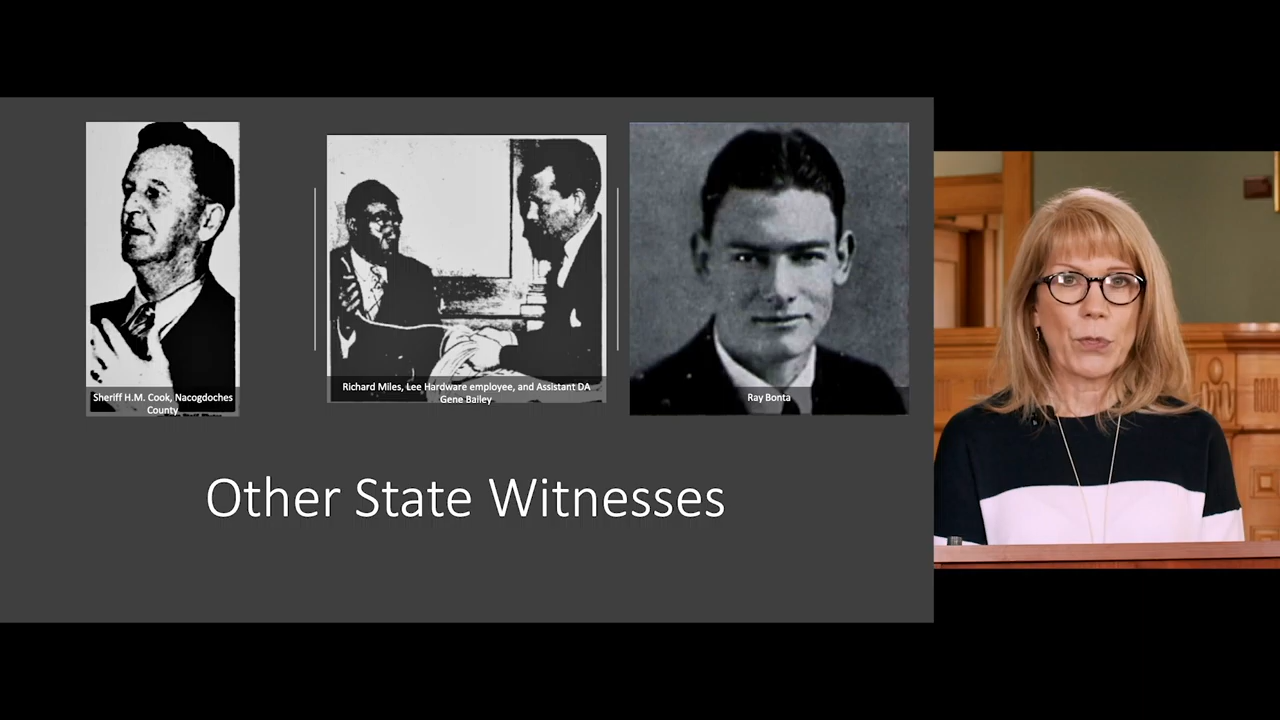 Sheriff H.M. Cook, Nacogdoches
County
Richard Miles, Lee Hardware employee, and Assistant DA
Gene Bailey
Ray Bonta
Other State Witnesses